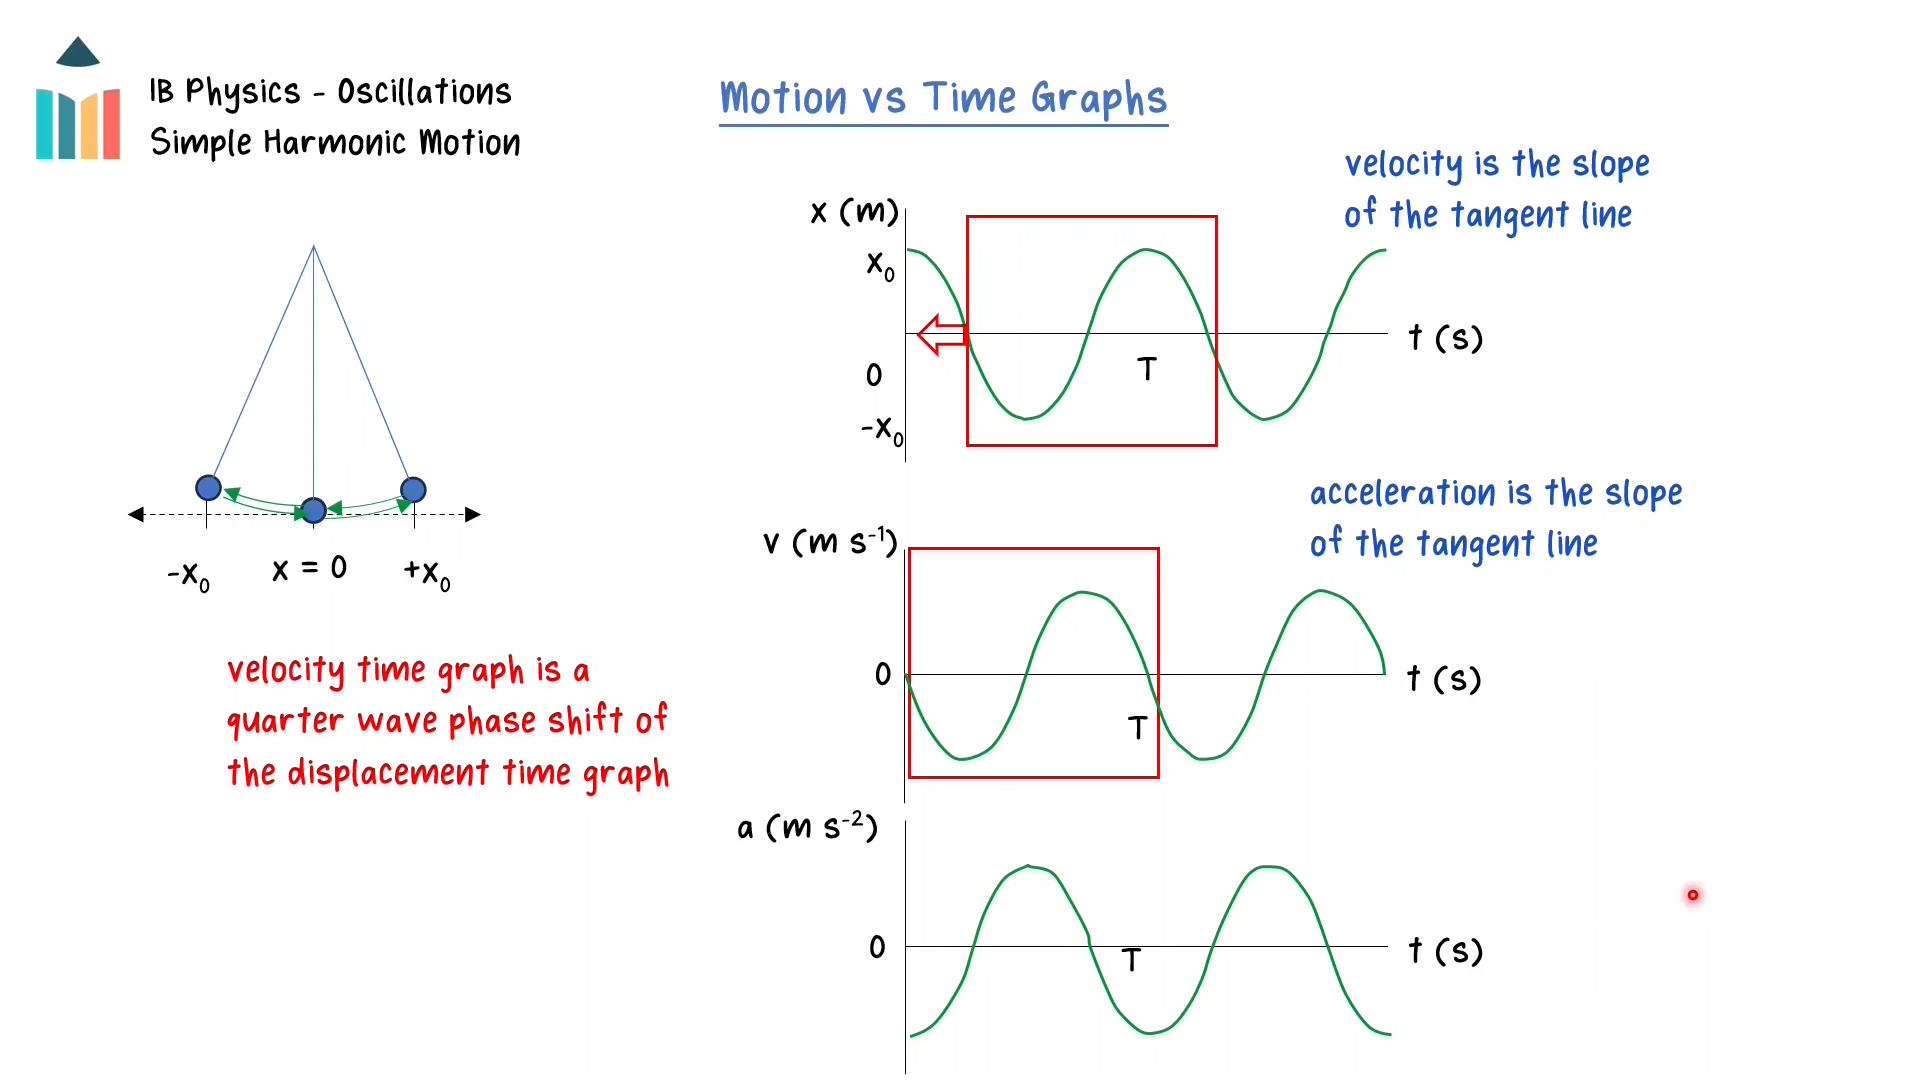 IB Physics - Oscillations
Simple Harmonic Motion
Motion vs Time Graphs
velocity is the slope
of the tangent line
x (m)
x₀
0
-x₀
T
t (s)
acceleration is the slope
of the tangent line
v (m s⁻¹)
0
T
t (s)
-x₀
x = 0
+x₀
velocity time graph is a
quarter wave phase shift of
the displacement time graph
a (m s⁻²)
0
T
t (s)